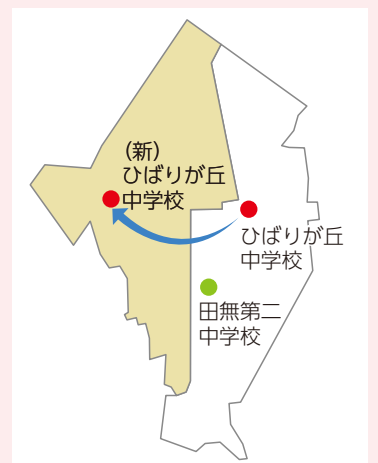 (新)
ひばりが丘
中学校
ひばりが丘
中学校
田無第二
中学校